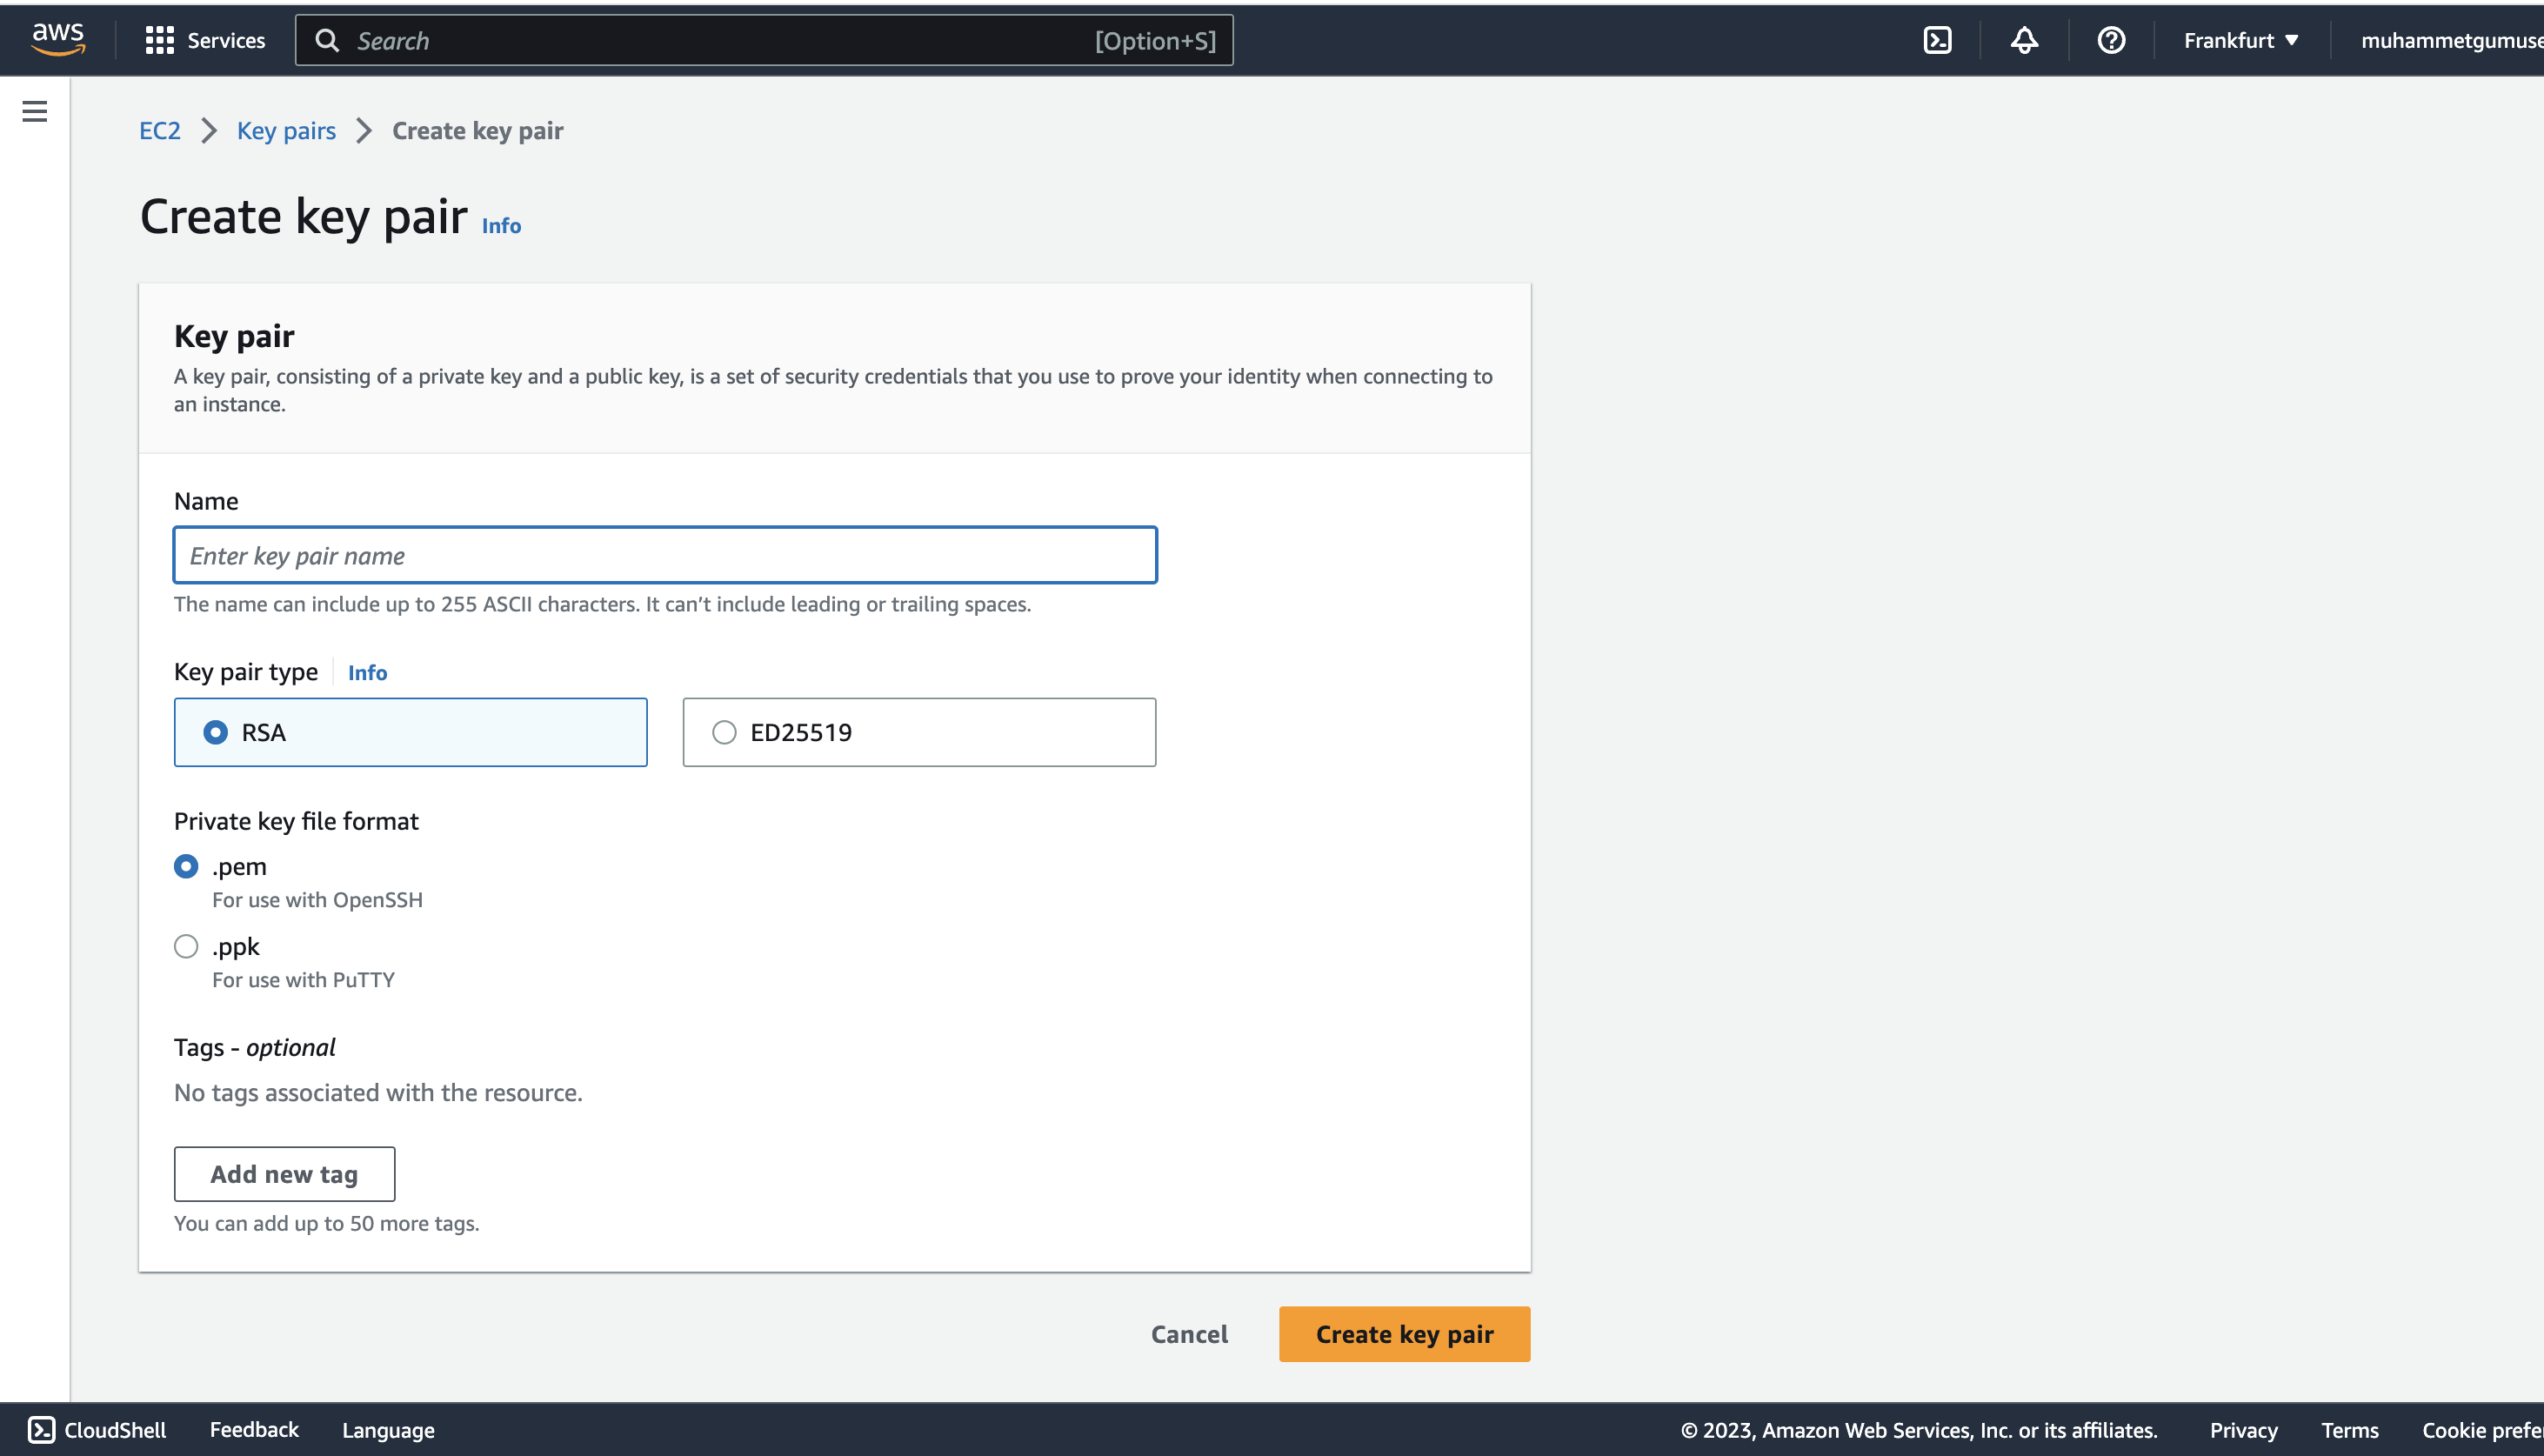 aws Services Search [Option+S] Frankfurt muhammetgumuse
EC2 Key pairs Create key pair
Create key pair Info
Key pair
A key pair, consisting of a private key and a public key, is a set of security credentials that you use to prove your identity when connecting to
an instance.
Name
Enter key pair name
The name can include up to 255 ASCII characters. It can’t include leading or trailing spaces.
Key pair type Info
RSA ED25519
Private key file format
.pem
For use with OpenSSH
.ppk
For use with PuTTY
Tags - optional
No tags associated with the resource.
Add new tag
You can add up to 50 more tags.
Cancel Create key pair
CloudShell Feedback Language © 2023, Amazon Web Services, Inc. or its affiliates. Privacy Terms Cookie prefe